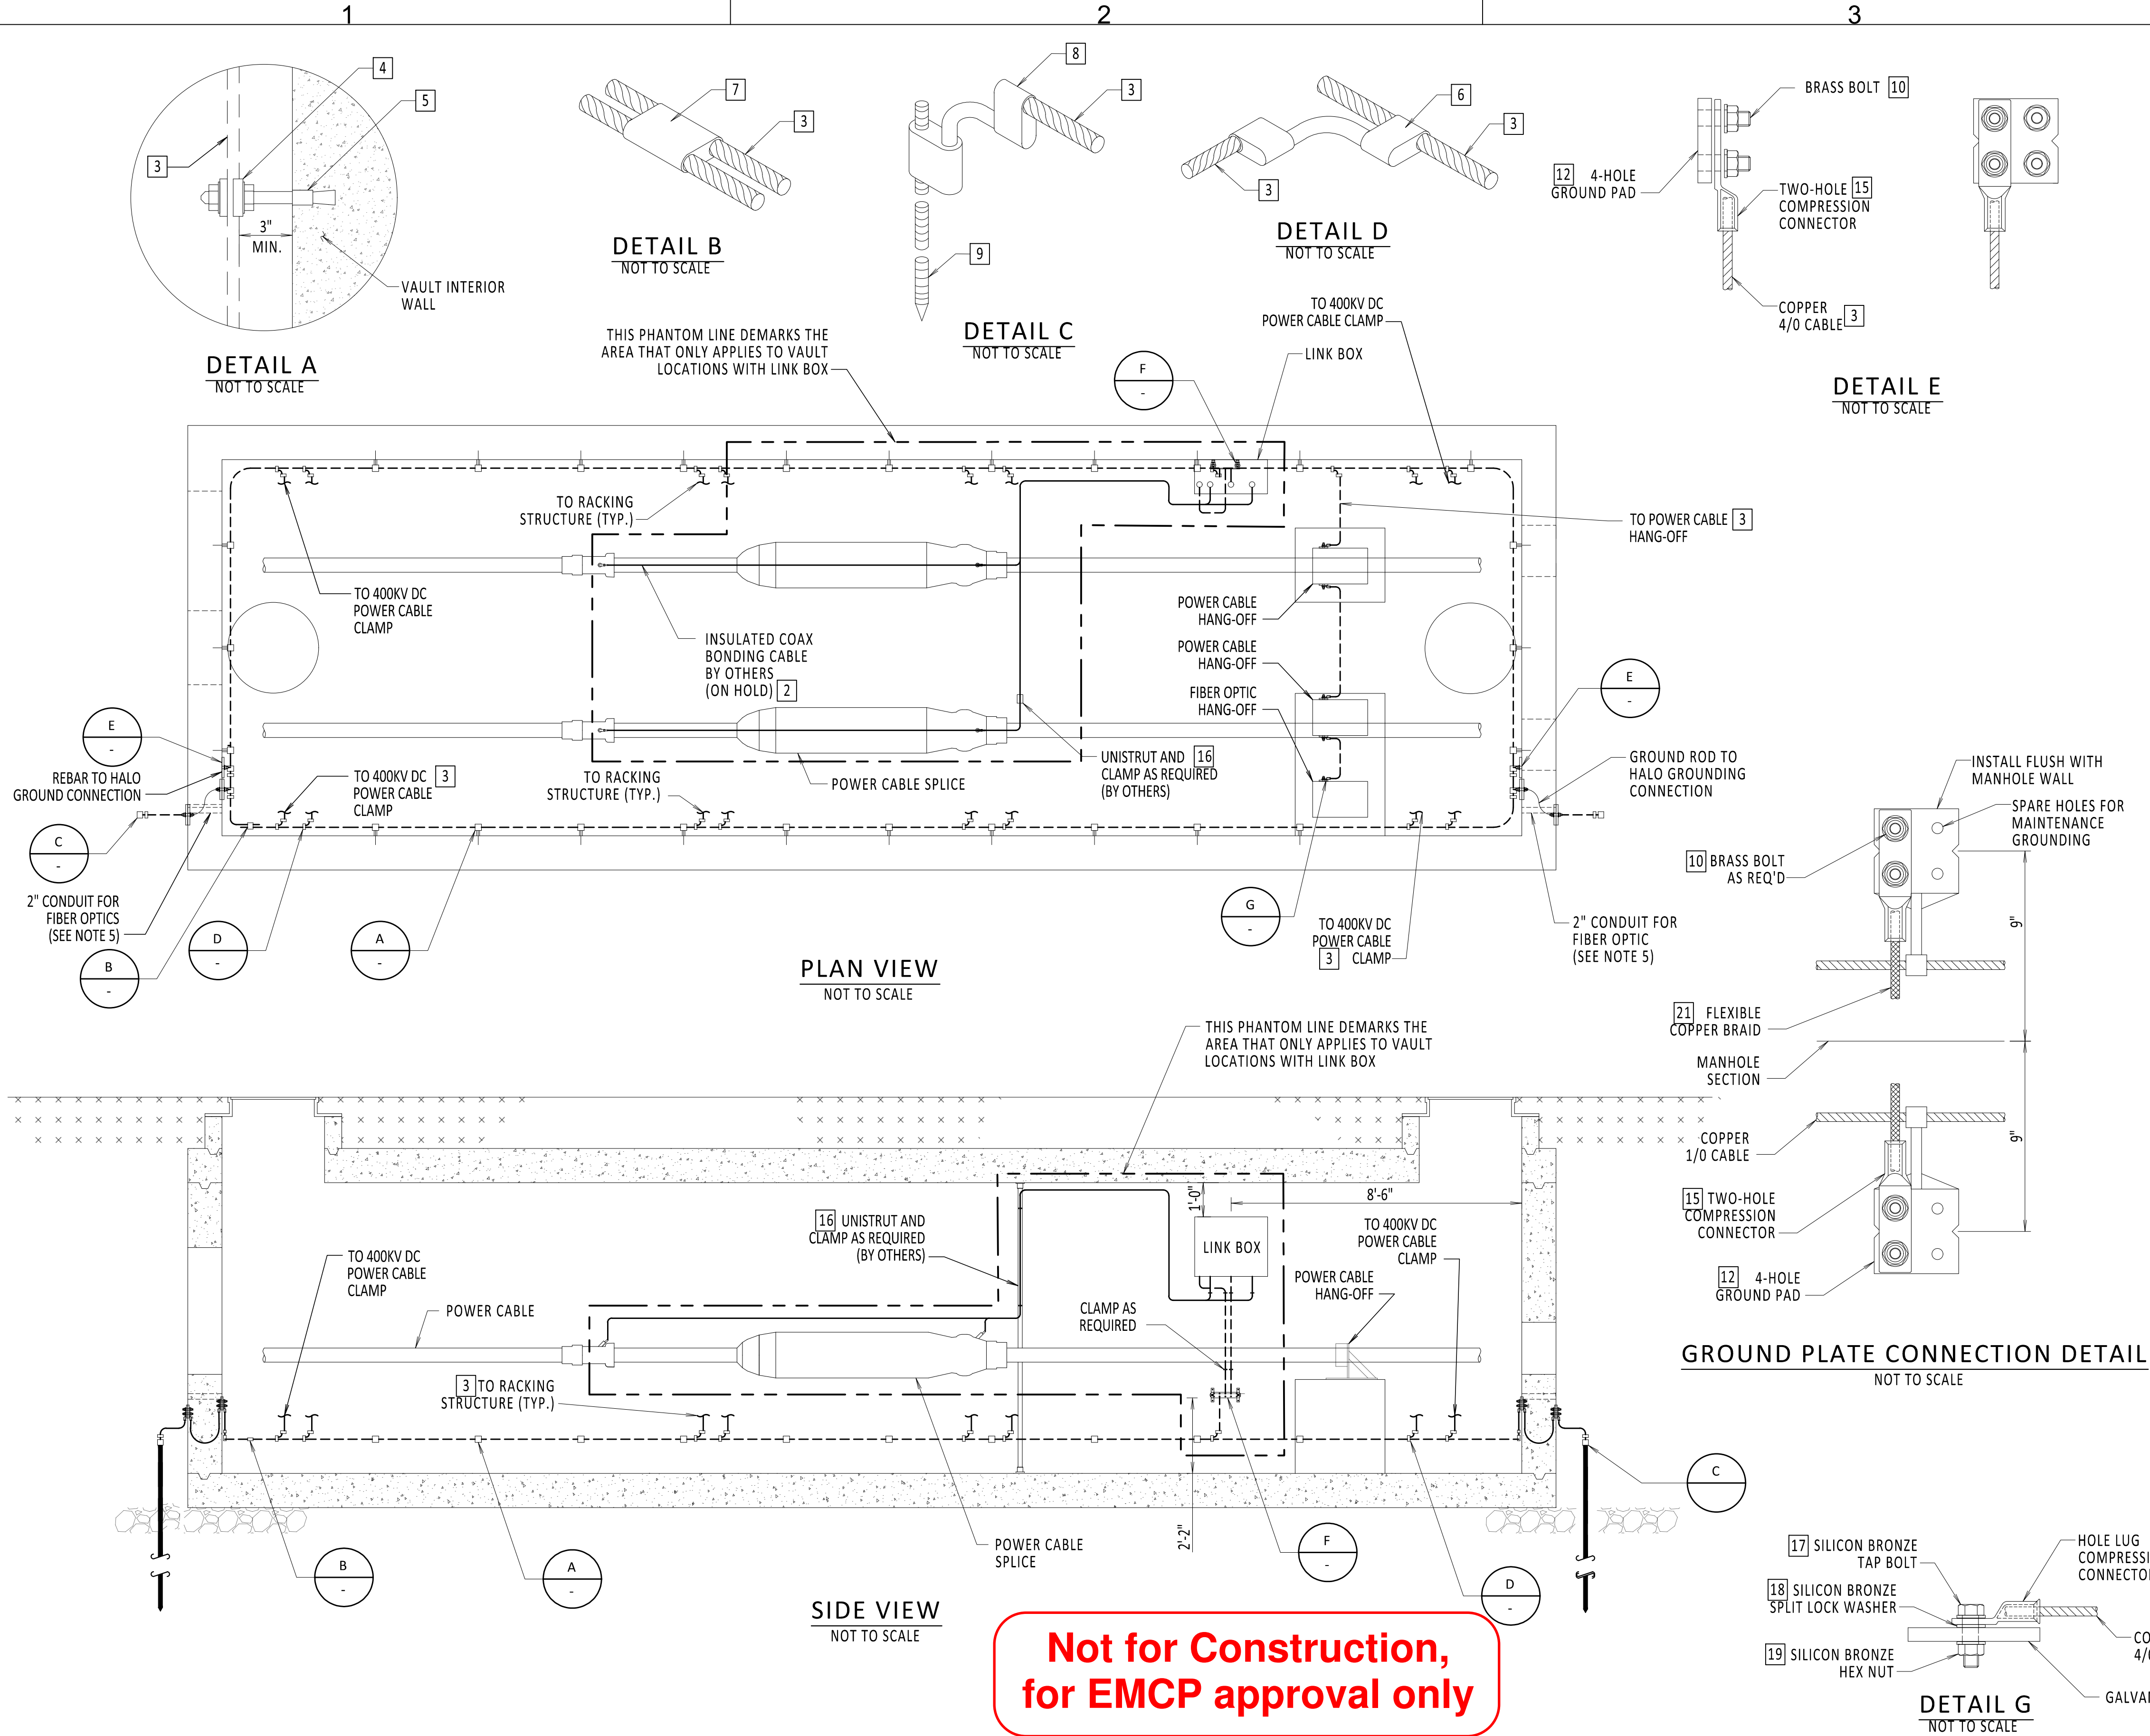 1
2
3
4
5
3
3"
MIN.
VAULT INTERIOR
WALL
DETAIL A
NOT TO SCALE
7
3
DETAIL B
NOT TO SCALE
8
3
9
DETAIL C
NOT TO SCALE
6
3
3
DETAIL D
NOT TO SCALE
BRASS BOLT 10
12 4-HOLE
GROUND PAD
TWO-HOLE 15
COMPRESSION
CONNECTOR
COPPER
4/0 CABLE 3
DETAIL E
NOT TO SCALE
THIS PHANTOM LINE DEMARKS THE
AREA THAT ONLY APPLIES TO VAULT
LOCATIONS WITH LINK BOX
TO 400KV DC
POWER CABLE CLAMP
LINK BOX
F
-
TO RACKING
STRUCTURE (TYP.)
TO POWER CABLE 3
HANG-OFF
TO 400KV DC
POWER CABLE
CLAMP
INSULATED COAX
BONDING CABLE
BY OTHERS
(ON HOLD) 2
POWER CABLE
HANG-OFF
POWER CABLE
HANG-OFF
FIBER OPTIC
HANG-OFF
E
-
E
-
REBAR TO HALO
GROUND CONNECTION
TO 400KV DC 3
POWER CABLE
CLAMP
TO RACKING
STRUCTURE (TYP.)
POWER CABLE SPLICE
UNISTRUT AND 16
CLAMP AS REQUIRED
(BY OTHERS)
GROUND ROD TO
HALO GROUNDING
CONNECTION
C
-
2" CONDUIT FOR
FIBER OPTICS
(SEE NOTE 5)
D
-
B
-
A
-
G
-
TO 400KV DC
POWER CABLE
3 CLAMP
2" CONDUIT FOR
FIBER OPTIC
(SEE NOTE 5)
PLAN VIEW
NOT TO SCALE
INSTALL FLUSH WITH
MANHOLE WALL
SPARE HOLES FOR
MAINTENANCE
GROUNDING
10 BRASS BOLT
AS REQ'D
9"
21 FLEXIBLE
COPPER BRAID
MANHOLE
SECTION
9"
COPPER
1/0 CABLE
15 TWO-HOLE
COMPRESSION
CONNECTOR
12 4-HOLE
GROUND PAD
GROUND PLATE CONNECTION DETAIL
NOT TO SCALE
THIS PHANTOM LINE DEMARKS THE
AREA THAT ONLY APPLIES TO VAULT
LOCATIONS WITH LINK BOX
1'-0"
8'-6"
16 UNISTRUT AND
CLAMP AS REQUIRED
(BY OTHERS)
LINK BOX
TO 400KV DC
POWER CABLE
CLAMP
TO 400KV DC
POWER CABLE
CLAMP
POWER CABLE
POWER CABLE
HANG-OFF
CLAMP AS
REQUIRED
3 TO RACKING
STRUCTURE (TYP.)
C
2'-2"
POWER CABLE
SPLICE
F
-
B
-
A
-
D
-
SIDE VIEW
NOT TO SCALE
Not for Construction,
for EMCP approval only
17 SILICON BRONZE
TAP BOLT
18 SILICON BRONZE
SPLIT LOCK WASHER
19 SILICON BRONZE
HEX NUT
HOLE LUG
COMPRESSI
CONNECTO
CO
4/
GALVA
DETAIL G
NOT TO SCALE